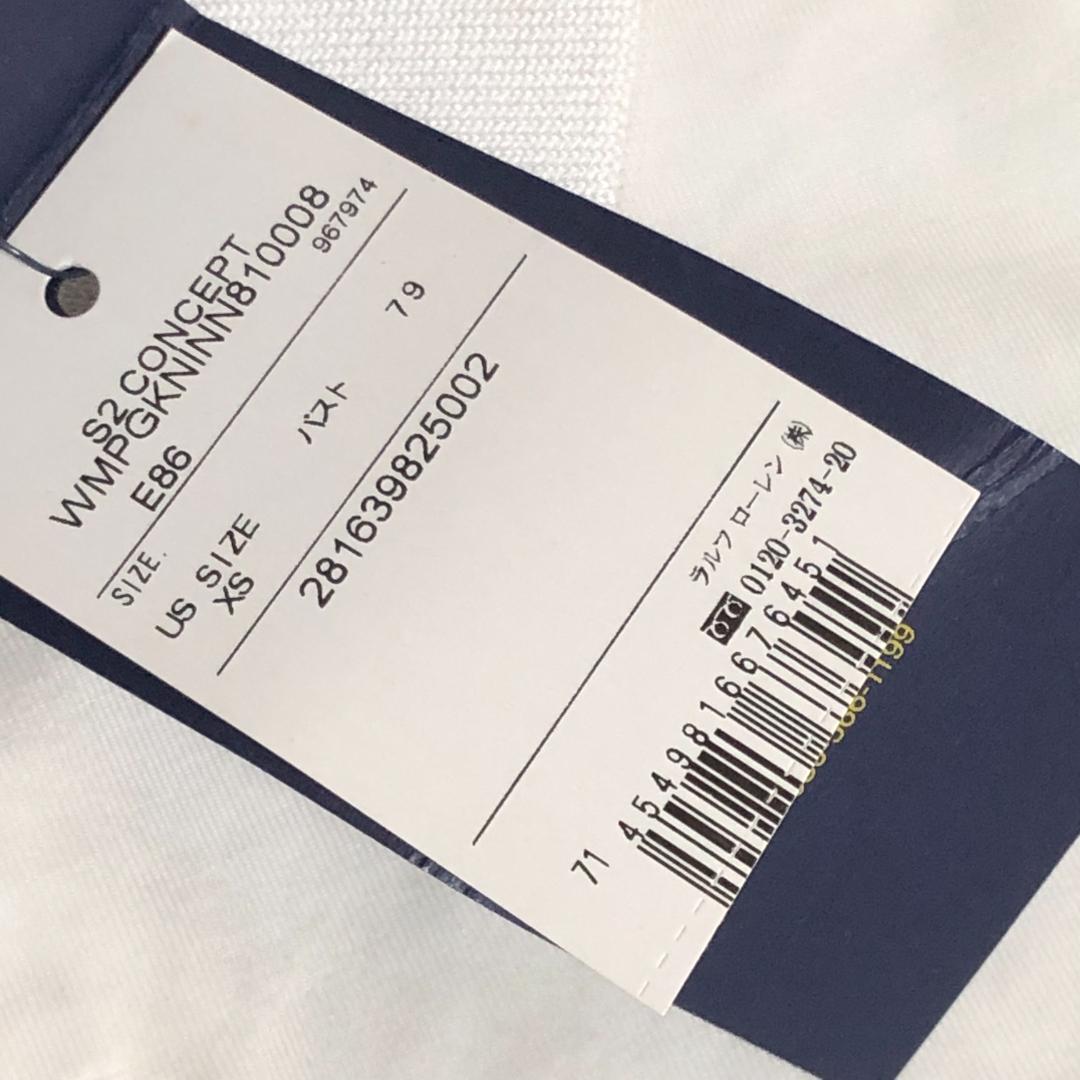 S2 CONCEPT
WMPGKNINN810008
E86
967974
SIZE.
バスト 79
US SIZE
XS
281639825002
ラルフ ローレン (株)
0120-3274-20
71
4549816676451